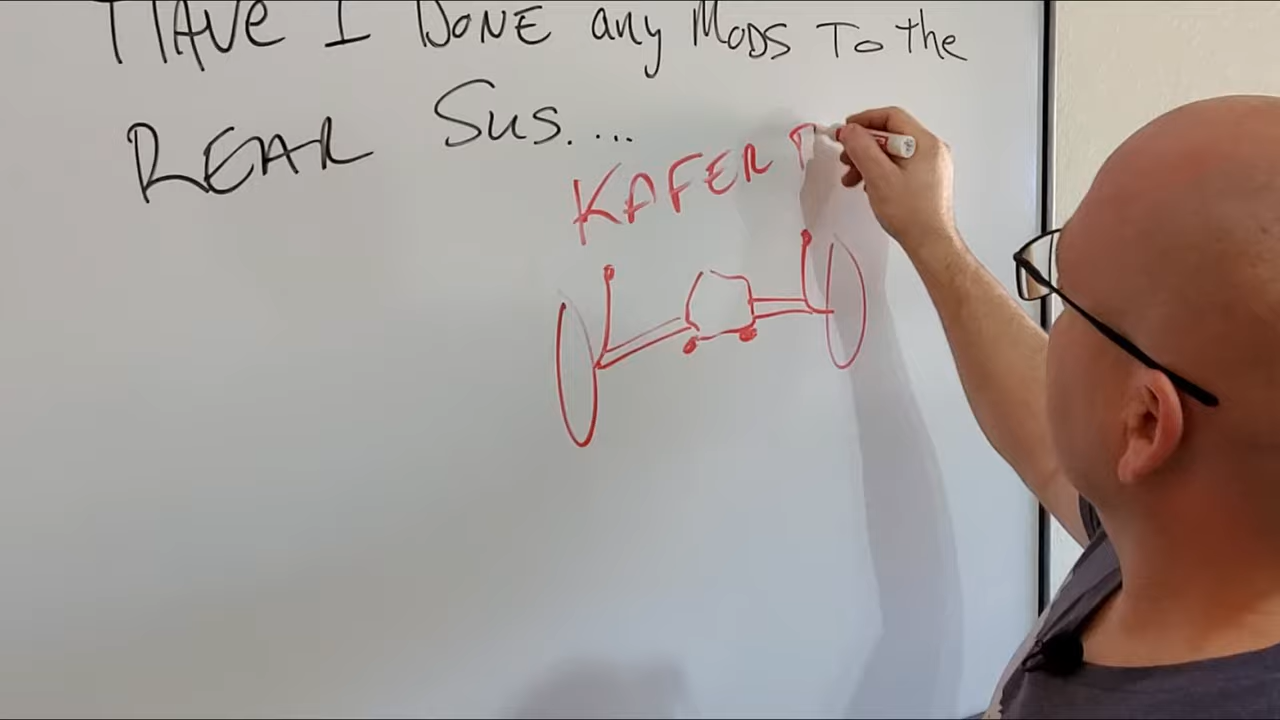 HAVE I DONE any MODS To the
REAR Sus....
KAFER